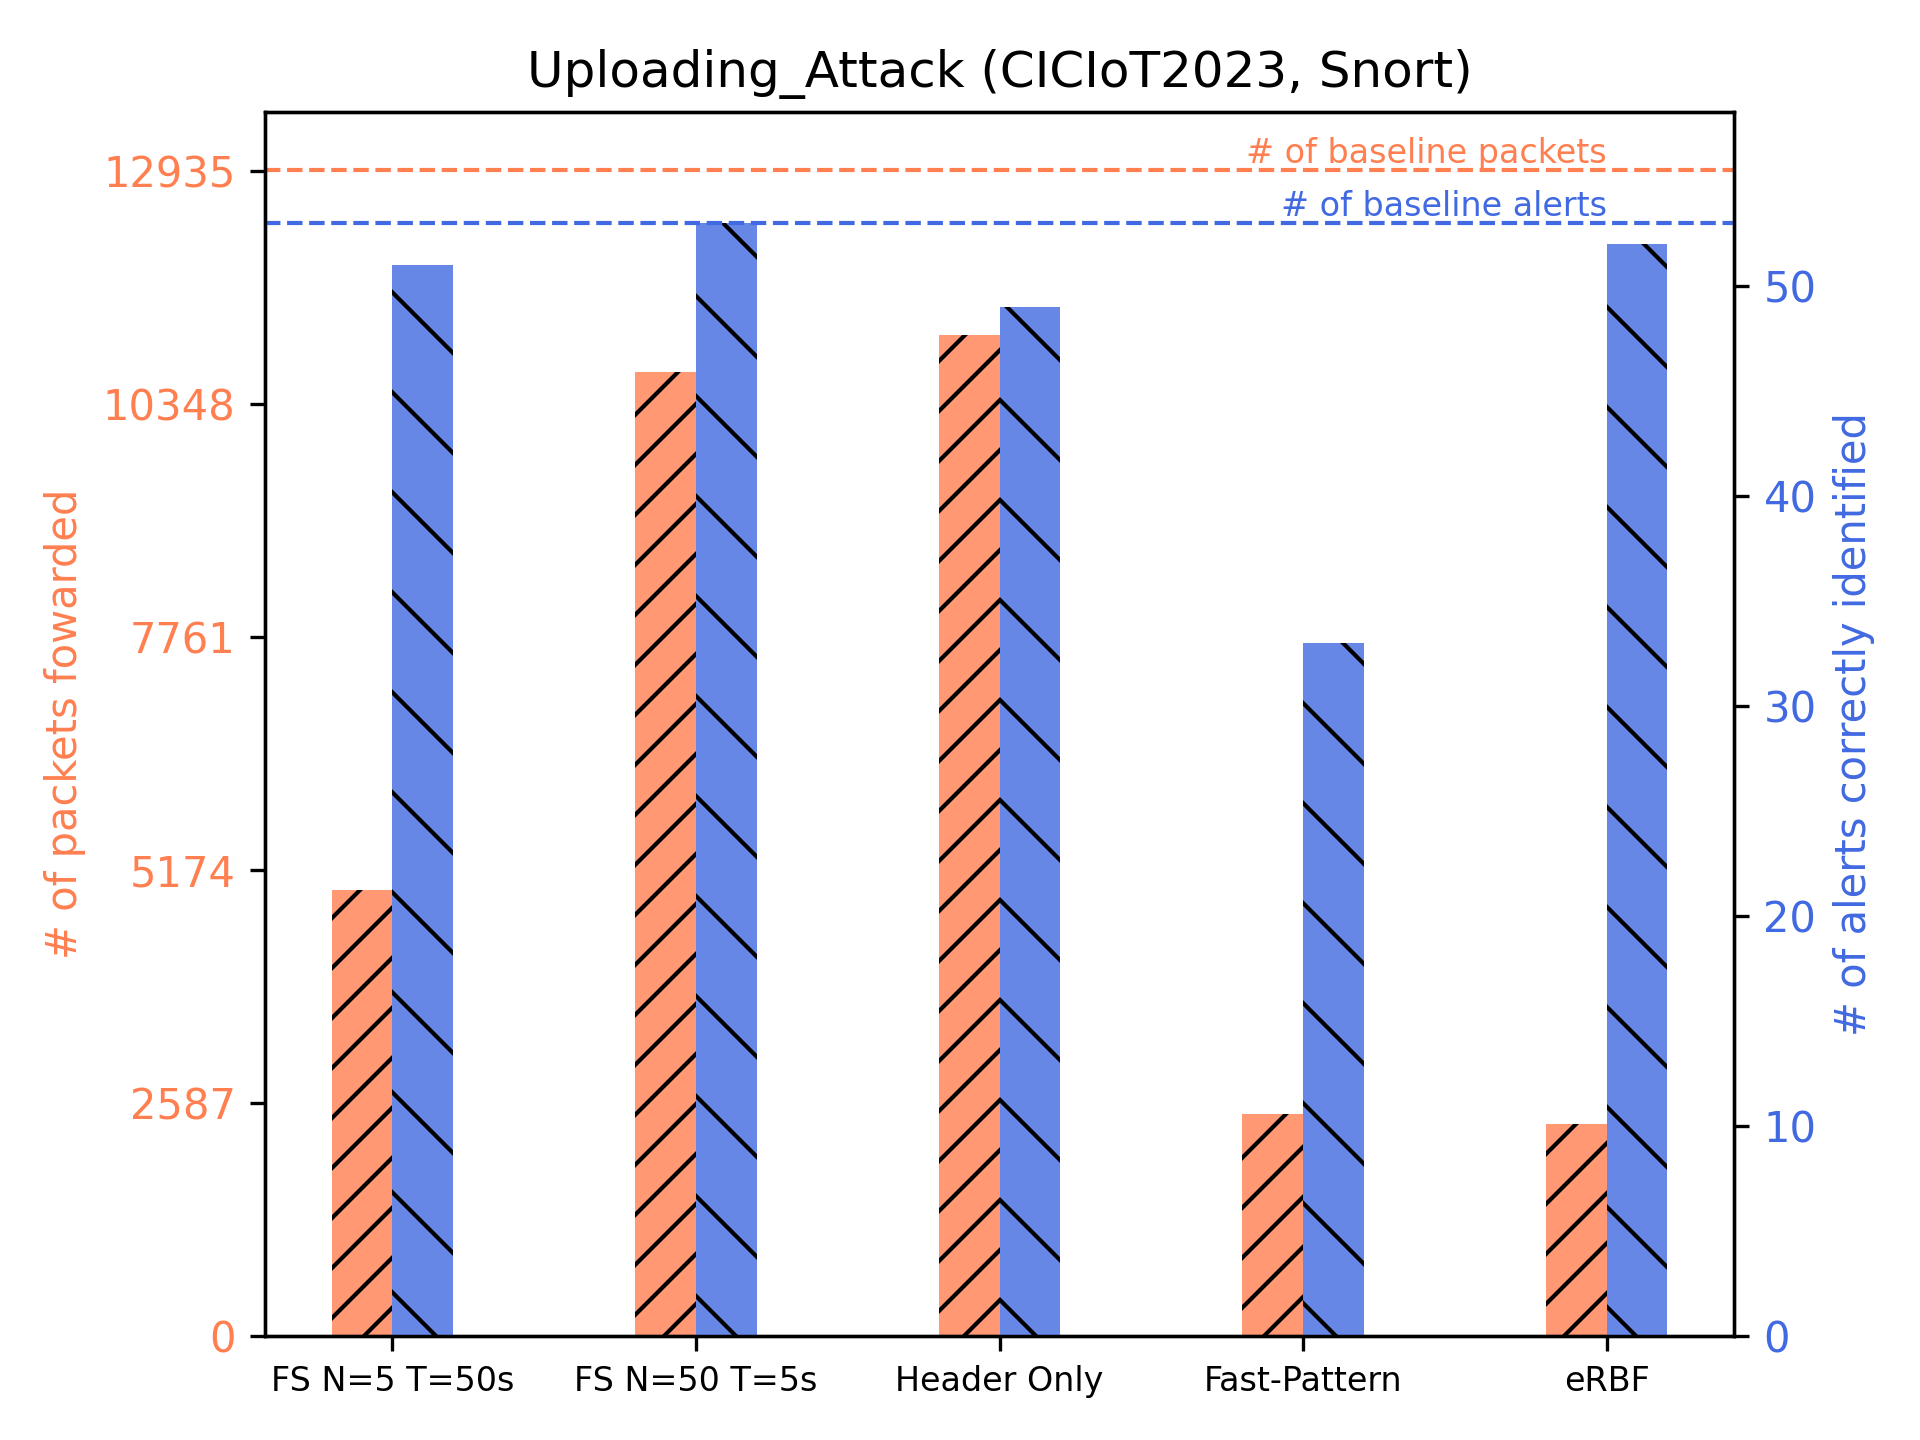 Uploading_Attack (CICIoT2023, Snort)
# of baseline packets
# of baseline alerts
# of packets fowarded
12935
10348
7761
5174
2587
0
50
40
30
20
10
0
# of alerts correctly identified
FS N=5 T=50s
FS N=50 T=5s
Header Only
Fast-Pattern
eRBF